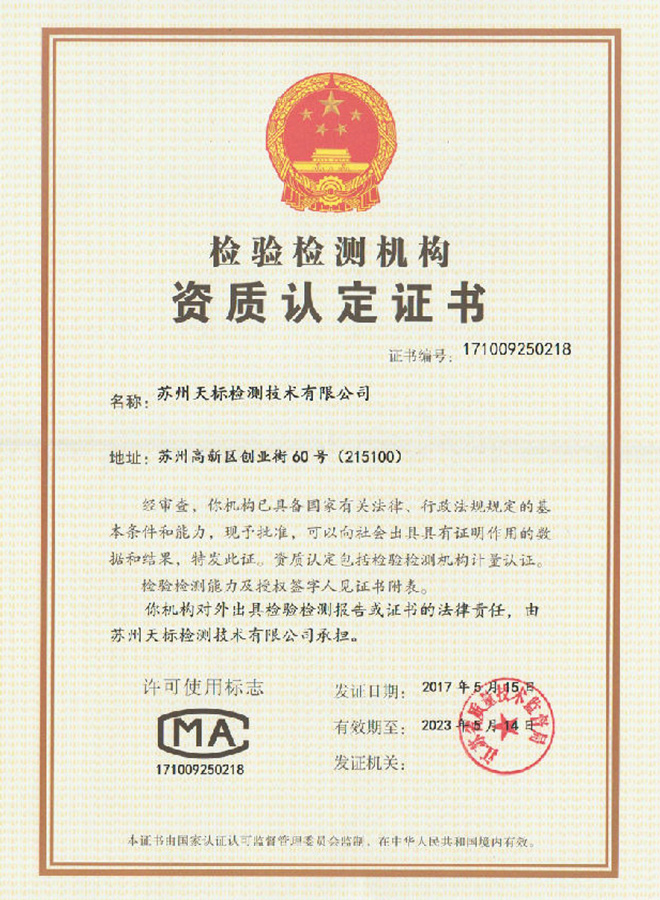 检验检测机构
资质认定证书
证书编号：171009250218
名称：苏州天标检测技术有限公司
地址：苏州高新区创业街60号（215100）
经审查，你机构已具备国家有关法律、行政法规规定的基
本条件和能力，现予批准，可以向社会出具具有证明作用的数
据和结果，特发此证。资质认定包括检验检测机构计量认证。
检验检测能力及授权签字人见证书附表。
你机构对外出具检验检测报告或证书的法律责任，由
苏州天标检测技术有限公司承担。
许可使用标志
MA
171009250218
发证日期：2017年5月15日
有效期至：2023年5月14日
发证机关：
江苏省质量技术监督局
本证书由国家认证认可监督管理委员会监制，在中华人民共和国境内有效。